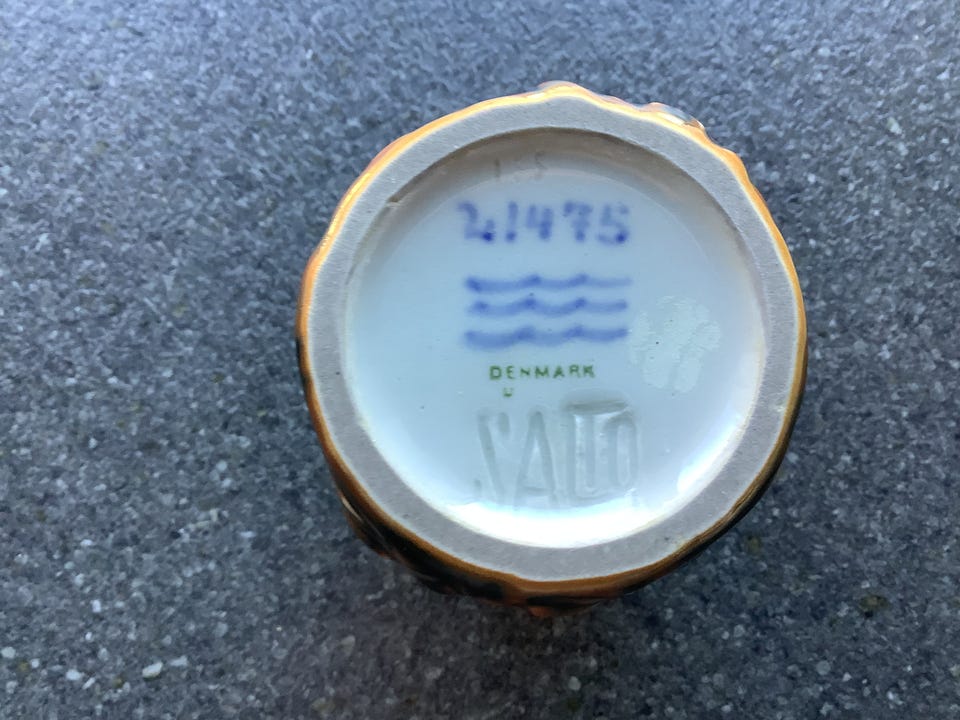 21475
DENMARK
U
SALTO